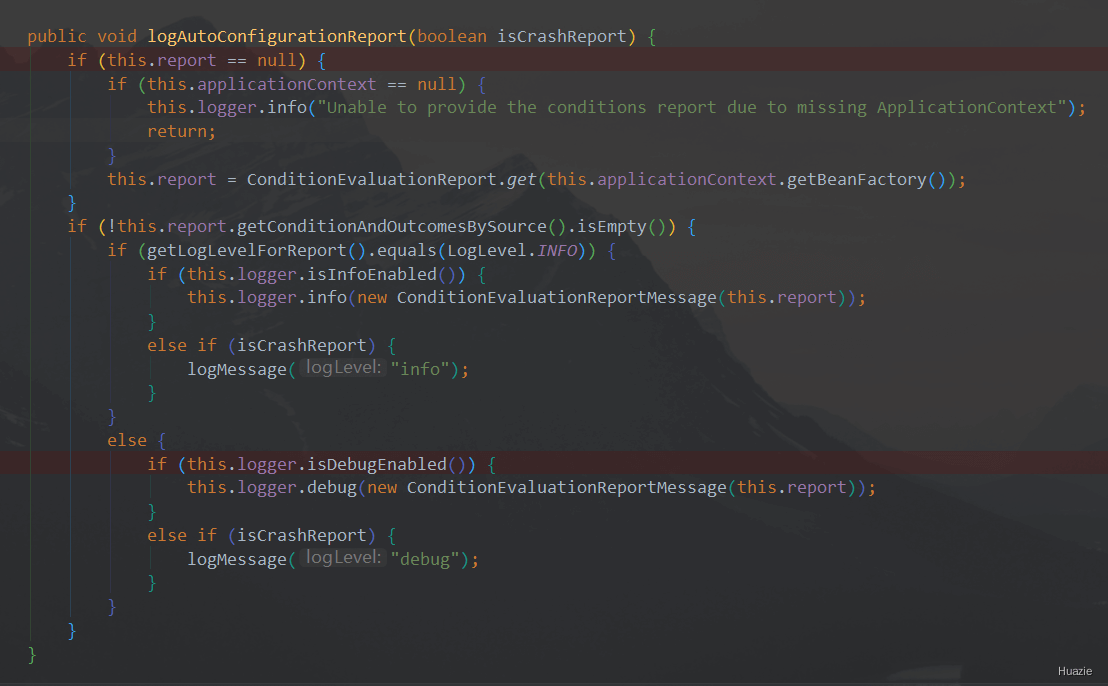 public void logAutoConfigurationReport(boolean isCrashReport) {
if (this.report == null) {
if (this.applicationContext == null) {
this.logger.info("Unable to provide the conditions report due to missing ApplicationContext");
return;
}
this.report = ConditionEvaluationReport.get(this.applicationContext.getBeanFactory());
}
if (!this.report.getConditionAndOutcomesBySource().isEmpty()) {
if (getLogLevelForReport().equals(LogLevel.INFO)) {
if (this.logger.isInfoEnabled()) {
this.logger.info(new ConditionEvaluationReportMessage(this.report));
}
else if (isCrashReport) {
logMessage( logLevel: "info");
}
}
else {
if (this.logger.isDebugEnabled()) {
this.logger.debug(new ConditionEvaluationReportMessage(this.report));
}
else if (isCrashReport) {
logMessage( logLevel: "debug");
}
}
}
}
Huazie